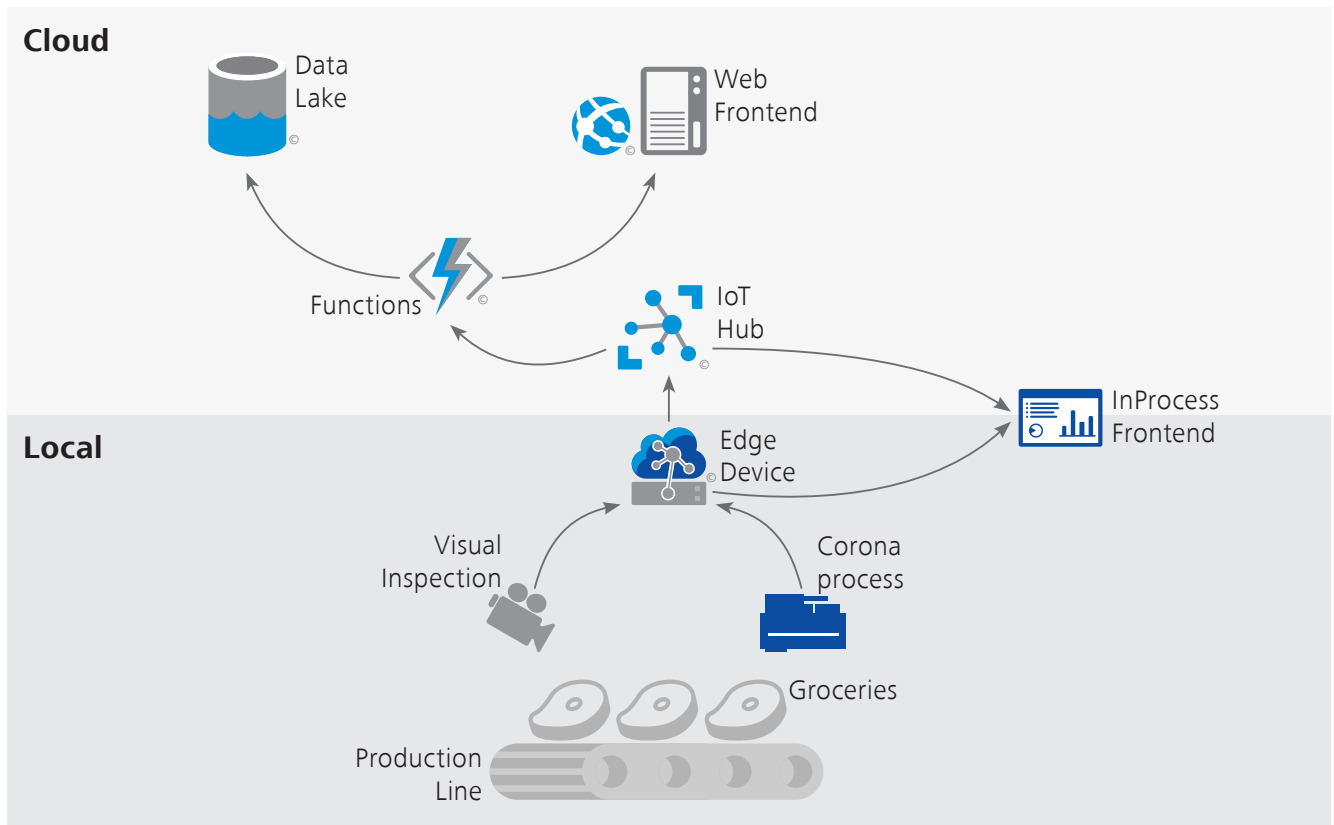 Cloud
Data
Lake
©
Web
Frontend
©
Functions
©
IoT
Hub
©
InProcess
Frontend
Local
Edge
Device
©
Visual
Inspection
Corona
process
Groceries
Production
Line